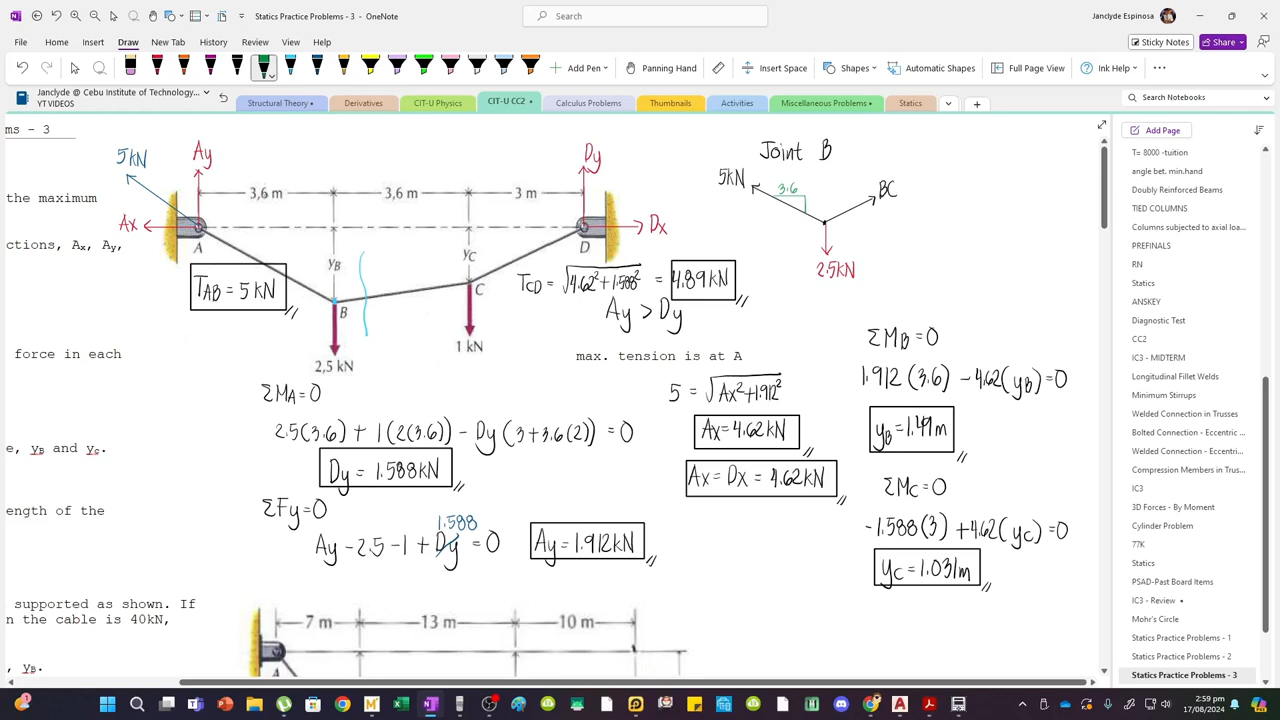 Statics Practice Problems - 3 - OneNote
Search
Janclyde Espinosa
File Home Insert Draw New Tab History Review View Help
Sticky Notes
Share
Add Pen
Panning Hand
Insert Space
Shapes
Automatic Shapes
Full Page View
Ink Help
Janclyde @ Cebu Institute of Technology...
YT VIDEOS
Structural Theory
Derivatives
CIT-U Physics
CIT-U CC2
Calculus Problems
Thumbnails
Activities
Miscellaneous Problems
Statics
Search Notebooks
Add Page
ms - 3
the maximum
ctions, Ax, Ay,
force in each
e, yB and yc.
ength of the
supported as shown. If
n the cable is 40kN,
, yB.
5kN
Ay
Dy
3,6 m
3,6 m
3 m
Ax
A
yB
yC
D
Dx
TAB = 5 kN
B
C
2,5 kN
1 kN
TCD = √4.62²+1.588² = 4.89kN
Ay > Dy
max. tension is at A
ΣMA=0
2.5(3.6) + 1(2(3.6)) - Dy(3+3.6(2)) = 0
Dy = 1.588kN
ΣFy=0
1.588
Ay - 2.5 - 1 + Dy = 0
Ay = 1.912kN
5 = √Ax²+1.912²
Ax = 4.62kN
Ax = Dx = 4.62kN
Joint B
5kN
3.6
BC
2.5kN
ΣMB=0
1.912(3.6) - 4.62(yB)=0
yB = 1.49m
ΣMC=0
-1.588(3) + 4.62(yC)=0
yC = 1.031m
7 m
13 m
10 m
A
T= 8000 -tuition
angle bet. min.hand
Doubly Reinforced Beams
TIED COLUMNS
Columns subjected to axial loa...
PREFINALS
RN
Statics
ANSKEY
Diagnostic Test
CC2
IC3 - MIDTERM
Longitudinal Fillet Welds
Minimum Stirrups
Welded Connection in Trusses
Bolted Connection - Eccentric ...
Welded Connection - Eccentri...
Compression Members in Trus...
IC3
3D Forces - By Moment
Cylinder Problem
77K
Statics
PSAD-Past Board Items
IC3 - Review
Mohr's Circle
Statics Practice Problems - 1
Statics Practice Problems - 2
Statics Practice Problems - 3
2:59 pm
17/08/2024